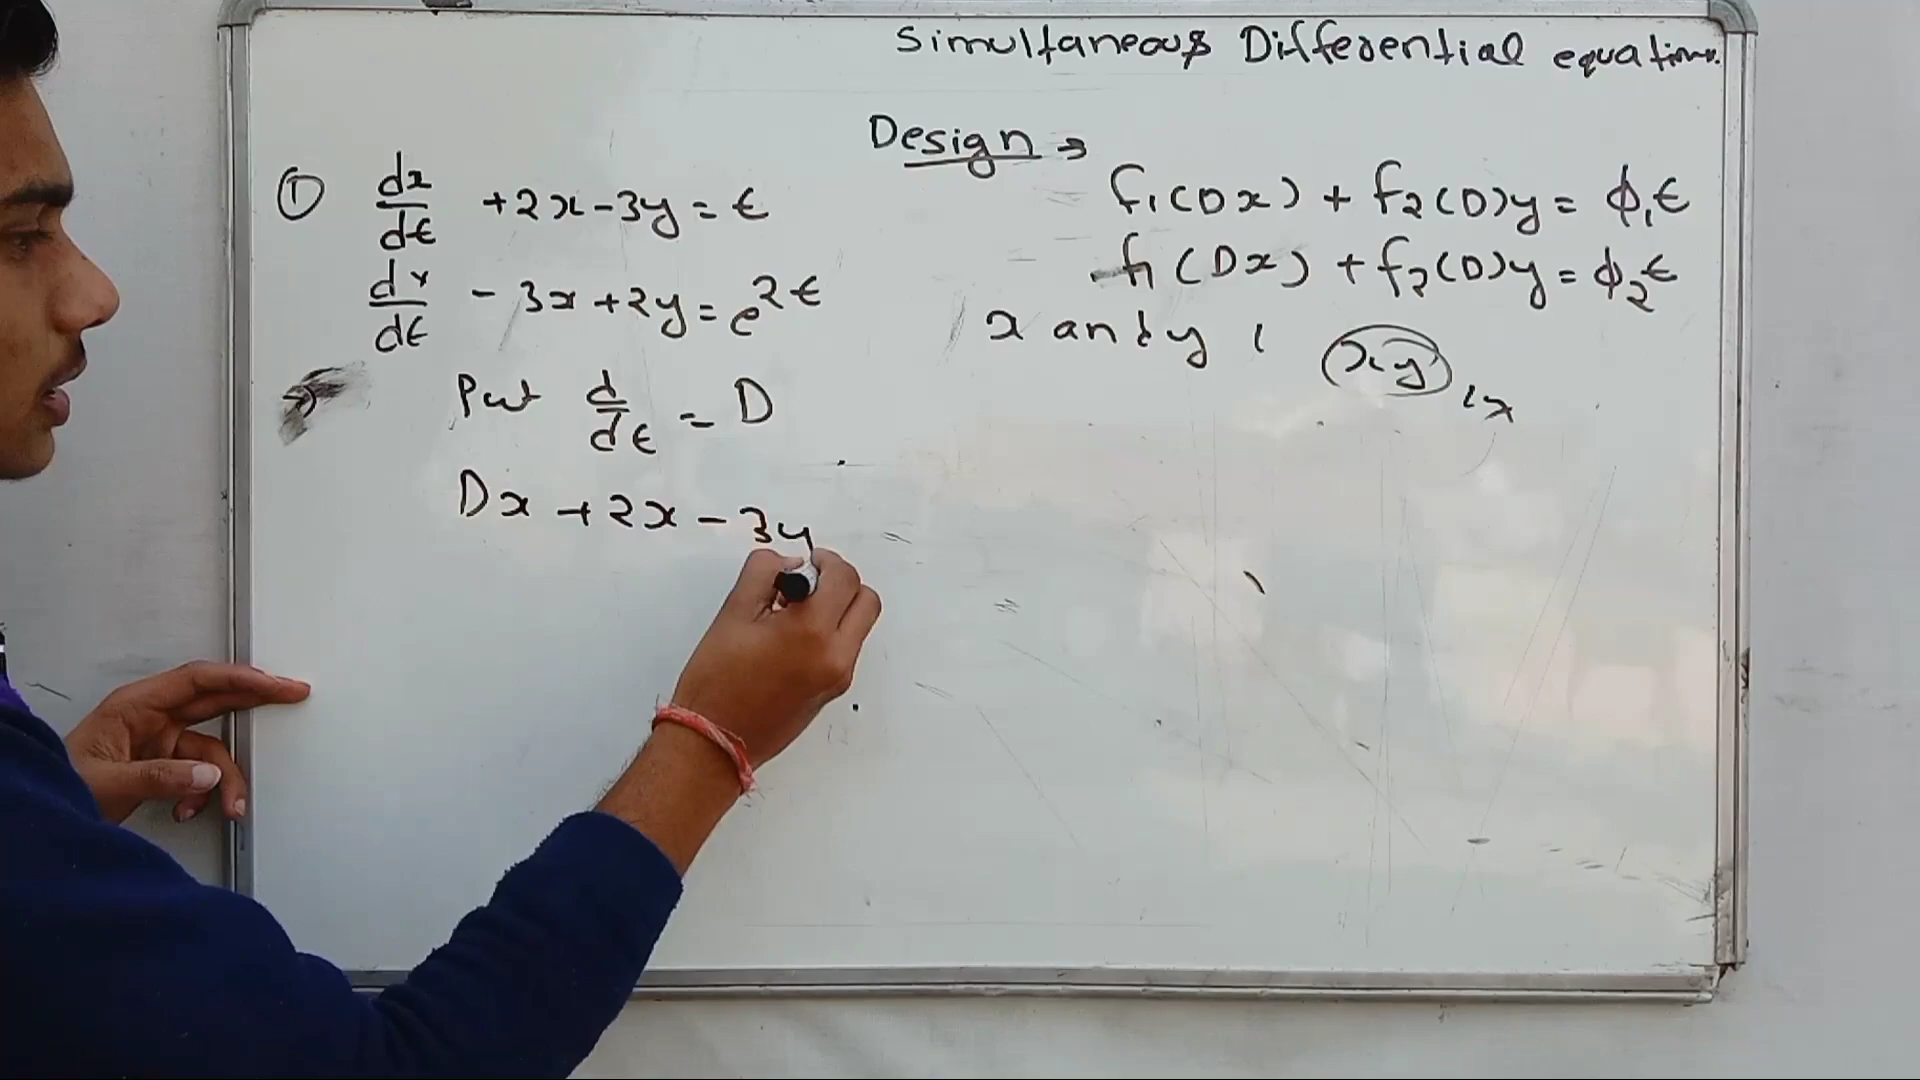 Simultaneous Differential equations.
Design →
① dx/dt + 2x - 3y = t
dy/dt - 3x + 2y = e^2t
Put d/dt = D
Dx + 2x - 3y
f1(Dx) + f2(D)y = ϕ1t
f1(Dx) + f2(D)y = ϕ2t
x and y
xy